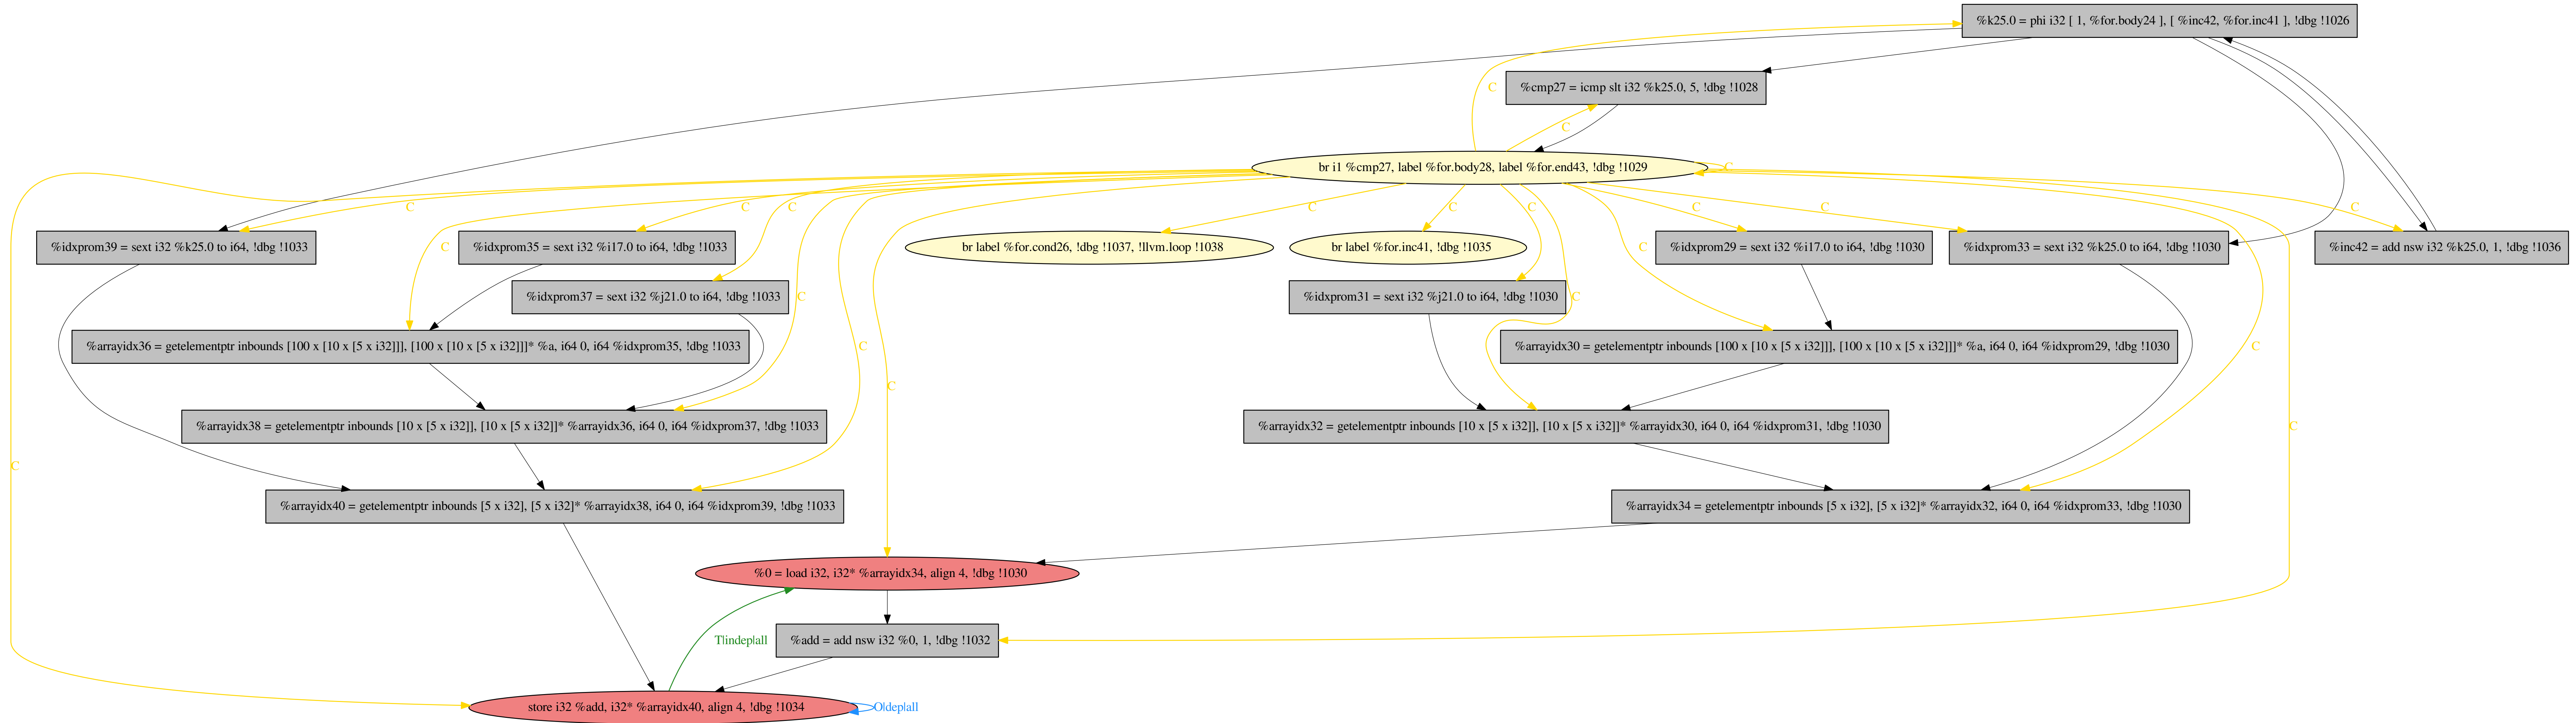 %k25.0 = phi i32 [ 1, %for.body24 ], [ %inc42, %for.inc41 ], !dbg !1026
C
%cmp27 = icmp slt i32 %k25.0, 5, !dbg !1028
C
br i1 %cmp27, label %for.body28, label %for.end43, !dbg !1029
C
C
C
C
C
C
C
C
C
C
%idxprom39 = sext i32 %k25.0 to i64, !dbg !1033
C
%idxprom35 = sext i32 %i17.0 to i64, !dbg !1033
br label %for.cond26, !dbg !1037, !llvm.loop !1038
br label %for.inc41, !dbg !1035
C
%idxprom29 = sext i32 %i17.0 to i64, !dbg !1030
%idxprom33 = sext i32 %k25.0 to i64, !dbg !1030
%inc42 = add nsw i32 %k25.0, 1, !dbg !1036
%idxprom37 = sext i32 %j21.0 to i64, !dbg !1033
C
%idxprom31 = sext i32 %j21.0 to i64, !dbg !1030
C
%arrayidx36 = getelementptr inbounds [100 x [10 x [5 x i32]]], [100 x [10 x [5 x i32]]]* %a, i64 0, i64 %idxprom35, !dbg !1033
C
C
%arrayidx30 = getelementptr inbounds [100 x [10 x [5 x i32]]], [100 x [10 x [5 x i32]]]* %a, i64 0, i64 %idxprom29, !dbg !1030
C
%arrayidx38 = getelementptr inbounds [10 x [5 x i32]], [10 x [5 x i32]]* %arrayidx36, i64 0, i64 %idxprom37, !dbg !1033
%arrayidx32 = getelementptr inbounds [10 x [5 x i32]], [10 x [5 x i32]]* %arrayidx30, i64 0, i64 %idxprom31, !dbg !1030
C
C
%arrayidx40 = getelementptr inbounds [5 x i32], [5 x i32]* %arrayidx38, i64 0, i64 %idxprom39, !dbg !1033
%arrayidx34 = getelementptr inbounds [5 x i32], [5 x i32]* %arrayidx32, i64 0, i64 %idxprom33, !dbg !1030
%0 = load i32, i32* %arrayidx34, align 4, !dbg !1030
T|indep|all
%add = add nsw i32 %0, 1, !dbg !1032
store i32 %add, i32* %arrayidx40, align 4, !dbg !1034
O|dep|all